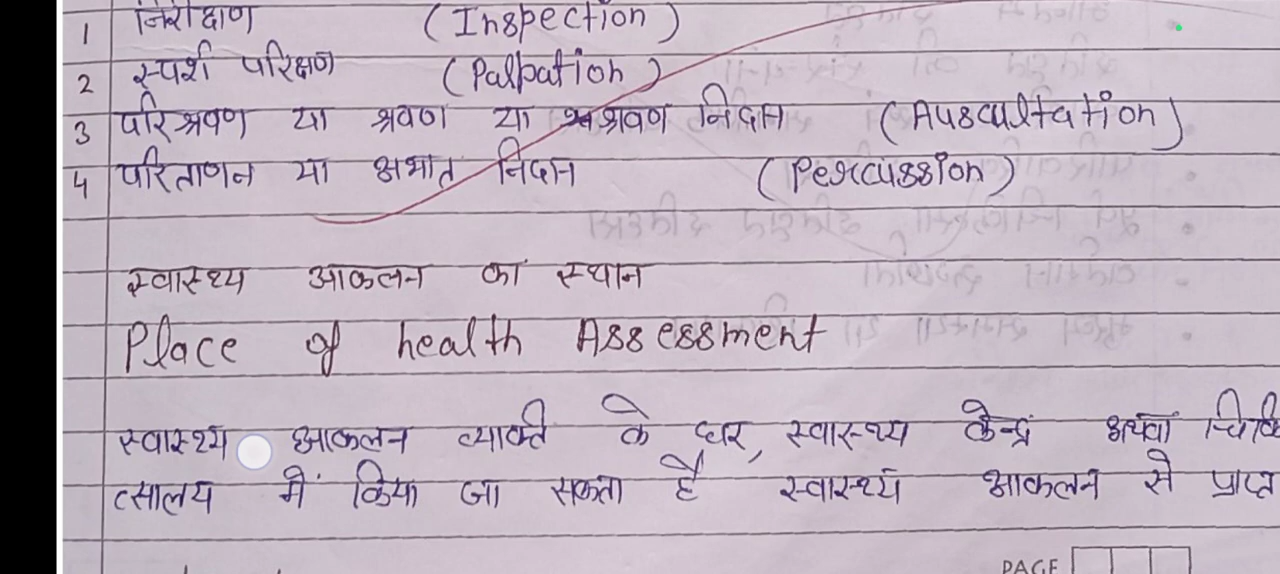 1 निरीक्षण (Inspection)
2 स्पर्श परिक्षण (Palpation)
3 परिश्रवण या श्रवण या श्रवण निदान (Auscultation)
4 परिताणन या अभात निदान (Percussion)
स्वास्थ्य आकलन का स्थान
Place of health Assessment
स्वास्थ्य आकलन व्यक्ति के घर, स्वास्थ्य केन्द्रं अथवां चिकि
त्सालय में किया जा सकता है स्वास्थ्य आकलन से प्राप्त
PAGE